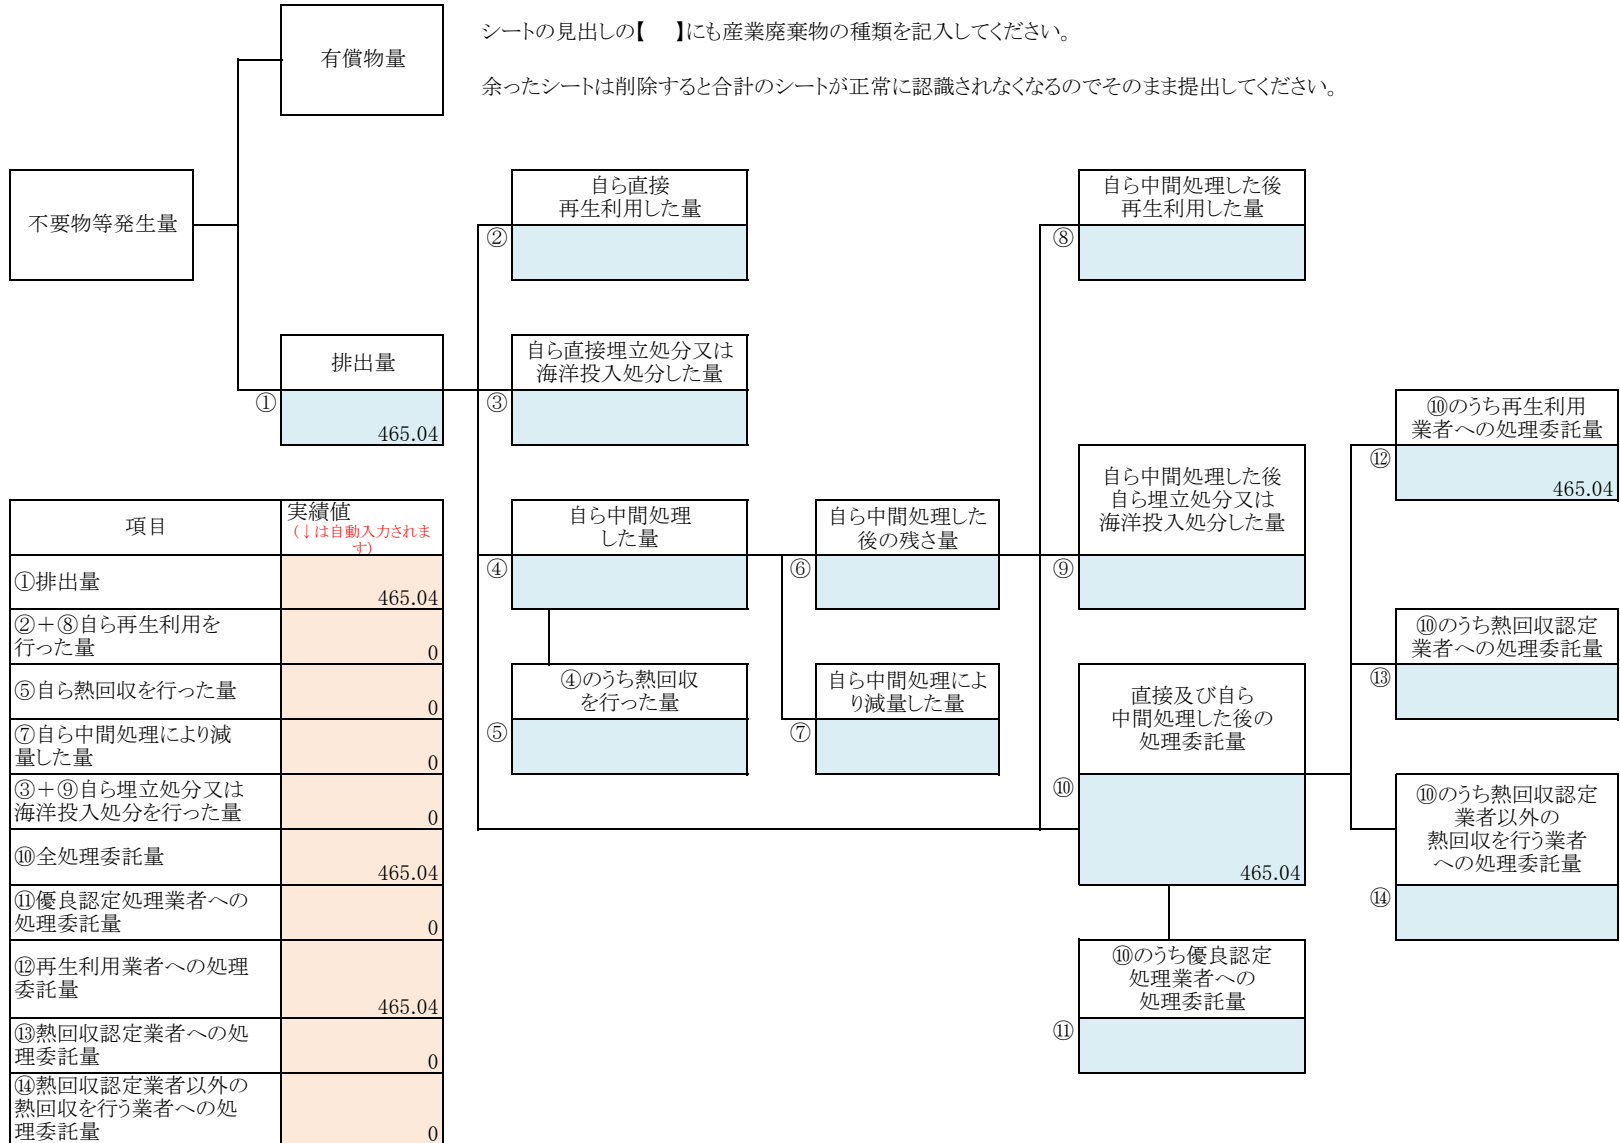 有償物量
シートの見出しの【　】にも産業廃棄物の種類を記入してください。
余ったシートは削除すると合計のシートが正常に認識されなくなるのでそのまま提出してください。
不要物等発生量
自ら直接
再生利用した量
②
自ら中間処理した後
再生利用した量
⑧
排出量
①
465.04
自ら直接埋立処分又は
海洋投入処分した量
③
⑩のうち再生利用
業者への処理委託量
⑫
465.04
自ら中間処理
した量
④
自ら中間処理した
後の残さ量
⑥
自ら中間処理した後
自ら埋立処分又は
海洋投入処分した量
⑨
⑩のうち熱回収認定
業者への処理委託量
⑬
④のうち熱回収
を行った量
⑤
自ら中間処理によ
り減量した量
⑦
直接及び自ら
中間処理した後の
処理委託量
⑩
465.04
⑩のうち熱回収認定
業者以外の
熱回収を行う業者
への処理委託量
⑭
⑩のうち優良認定
処理業者への
処理委託量
⑪
項目
実績値
(↓は自動入力されま
す)
①排出量
465.04
②+⑧自ら再生利用を
行った量
0
⑤自ら熱回収を行った量
0
⑦自ら中間処理により減
量した量
0
③+⑨自ら埋立処分又は
海洋投入処分を行った量
0
⑩全処理委託量
465.04
⑪優良認定処理業者への
処理委託量
0
⑫再生利用業者への処理
委託量
465.04
⑬熱回収認定業者への処
理委託量
0
⑭熱回収認定業者以外の
熱回収を行う業者への処
理委託量
0